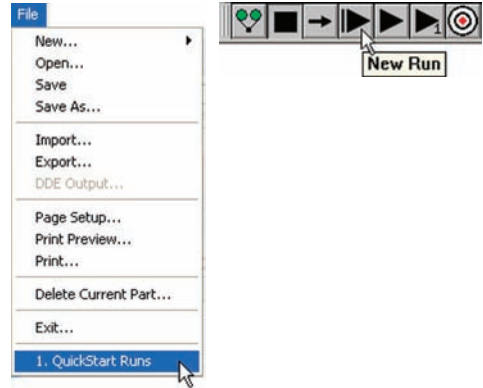 File
New...
Open...
Save
Save As...
Import...
Export...
DDE Output...
Page Setup...
Print Preview...
Print...
Delete Current Part...
Exit...
1. QuickStart Runs
1
New Run